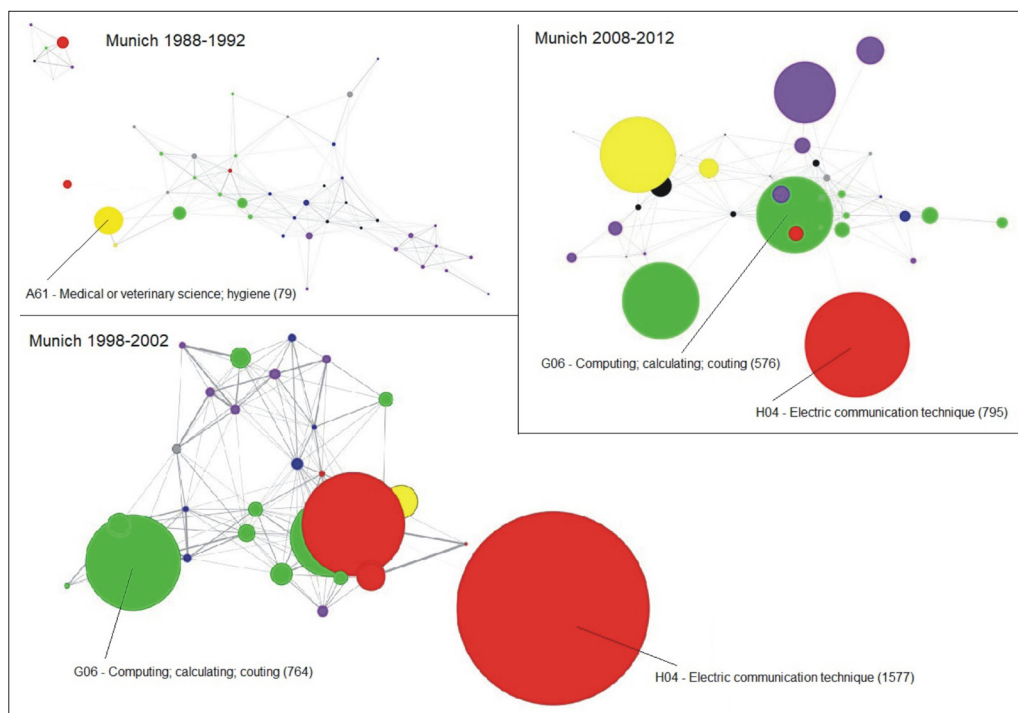 Munich 1988-1992
A61 - Medical or veterinary science; hygiene (79)
Munich 2008-2012
G06 - Computing; calculating; couting (576)
H04 - Electric communication technique (795)
Munich 1998-2002
G06 - Computing; calculating; couting (764)
H04 - Electric communication technique (1577)